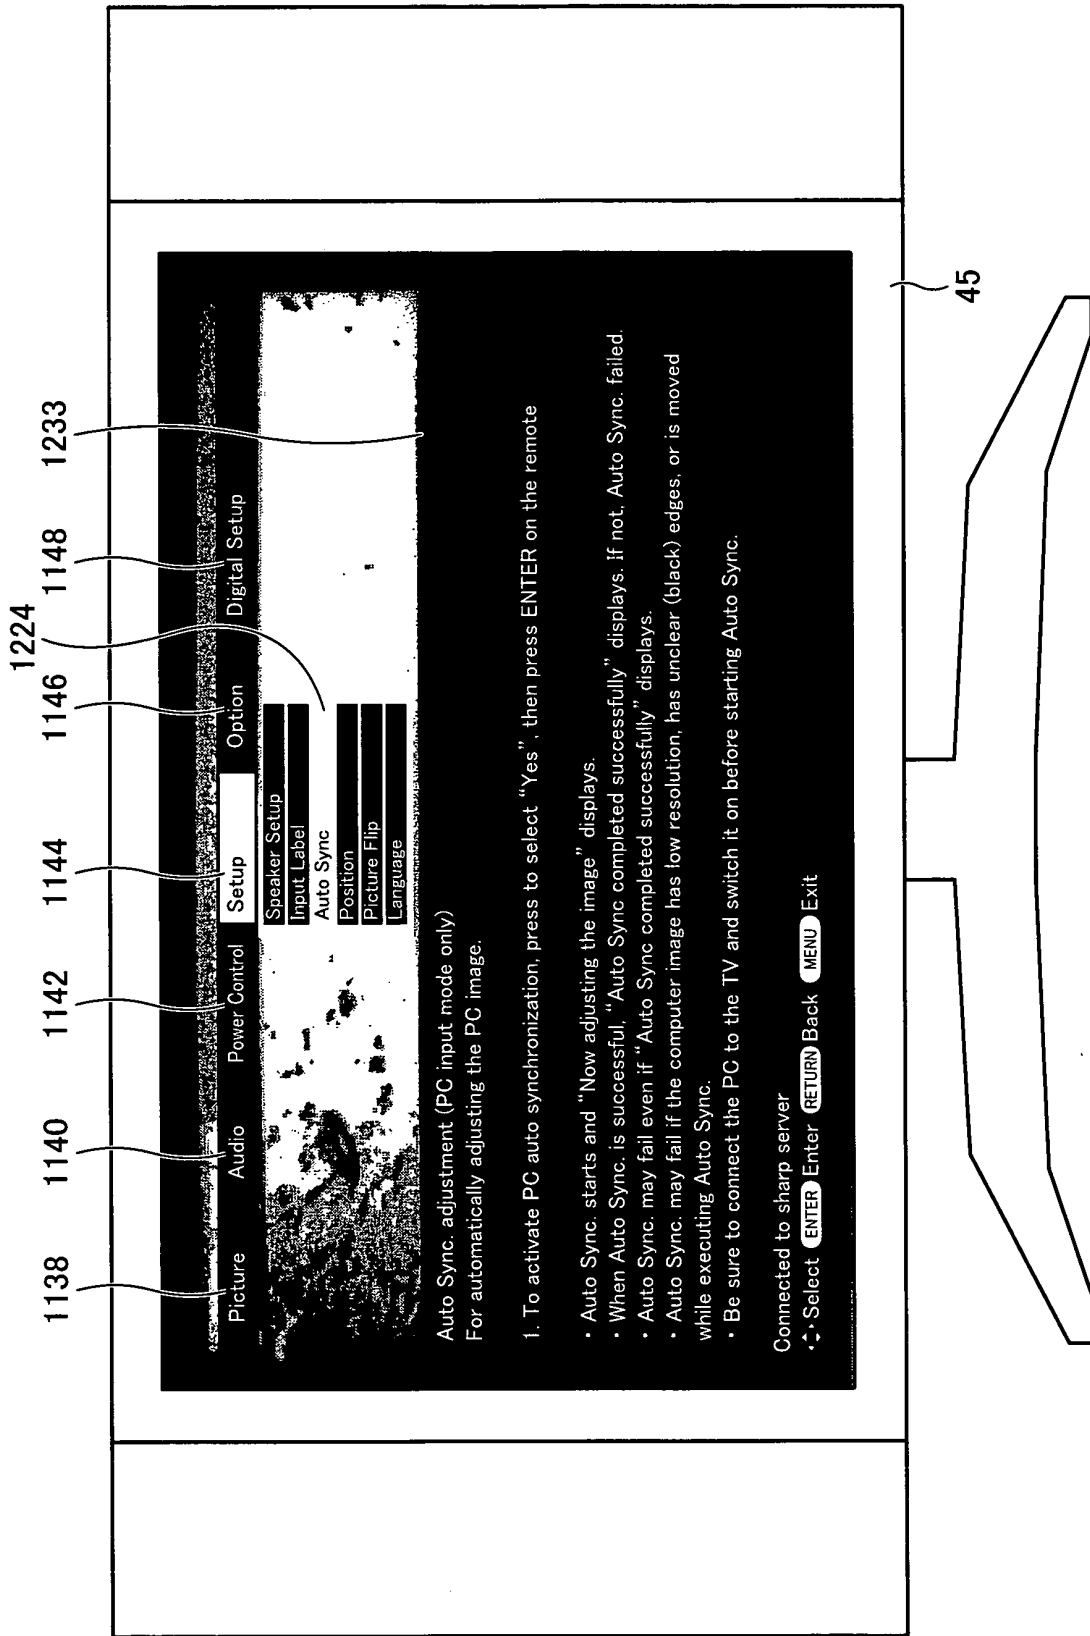 1224
1138 1140 1142 1144 1146 1148 1233
Picture Audio Power Control Setup Option Digital Setup
Speaker Setup
Input Label
Auto Sync
Position
Picture Flip
Language
Auto Sync. adjustment (PC input mode only)
For automatically adjusting the PC image.
1. To activate PC auto synchronization, press to select “Yes”, then press ENTER on the remote
• Auto Sync. starts and “Now adjusting the image” displays.
• When Auto Sync. is successful, “Auto Sync completed successfully” displays. If not, Auto Sync. failed.
• Auto Sync. may fail even if “Auto Sync completed successfully” displays.
• Auto Sync. may fail if the computer image has low resolution, has unclear (black) edges, or is moved
while executing Auto Sync.
• Be sure to connect the PC to the TV and switch it on before starting Auto Sync.
Connected to sharp server
Select ENTER Enter RETURN Back MENU Exit
45